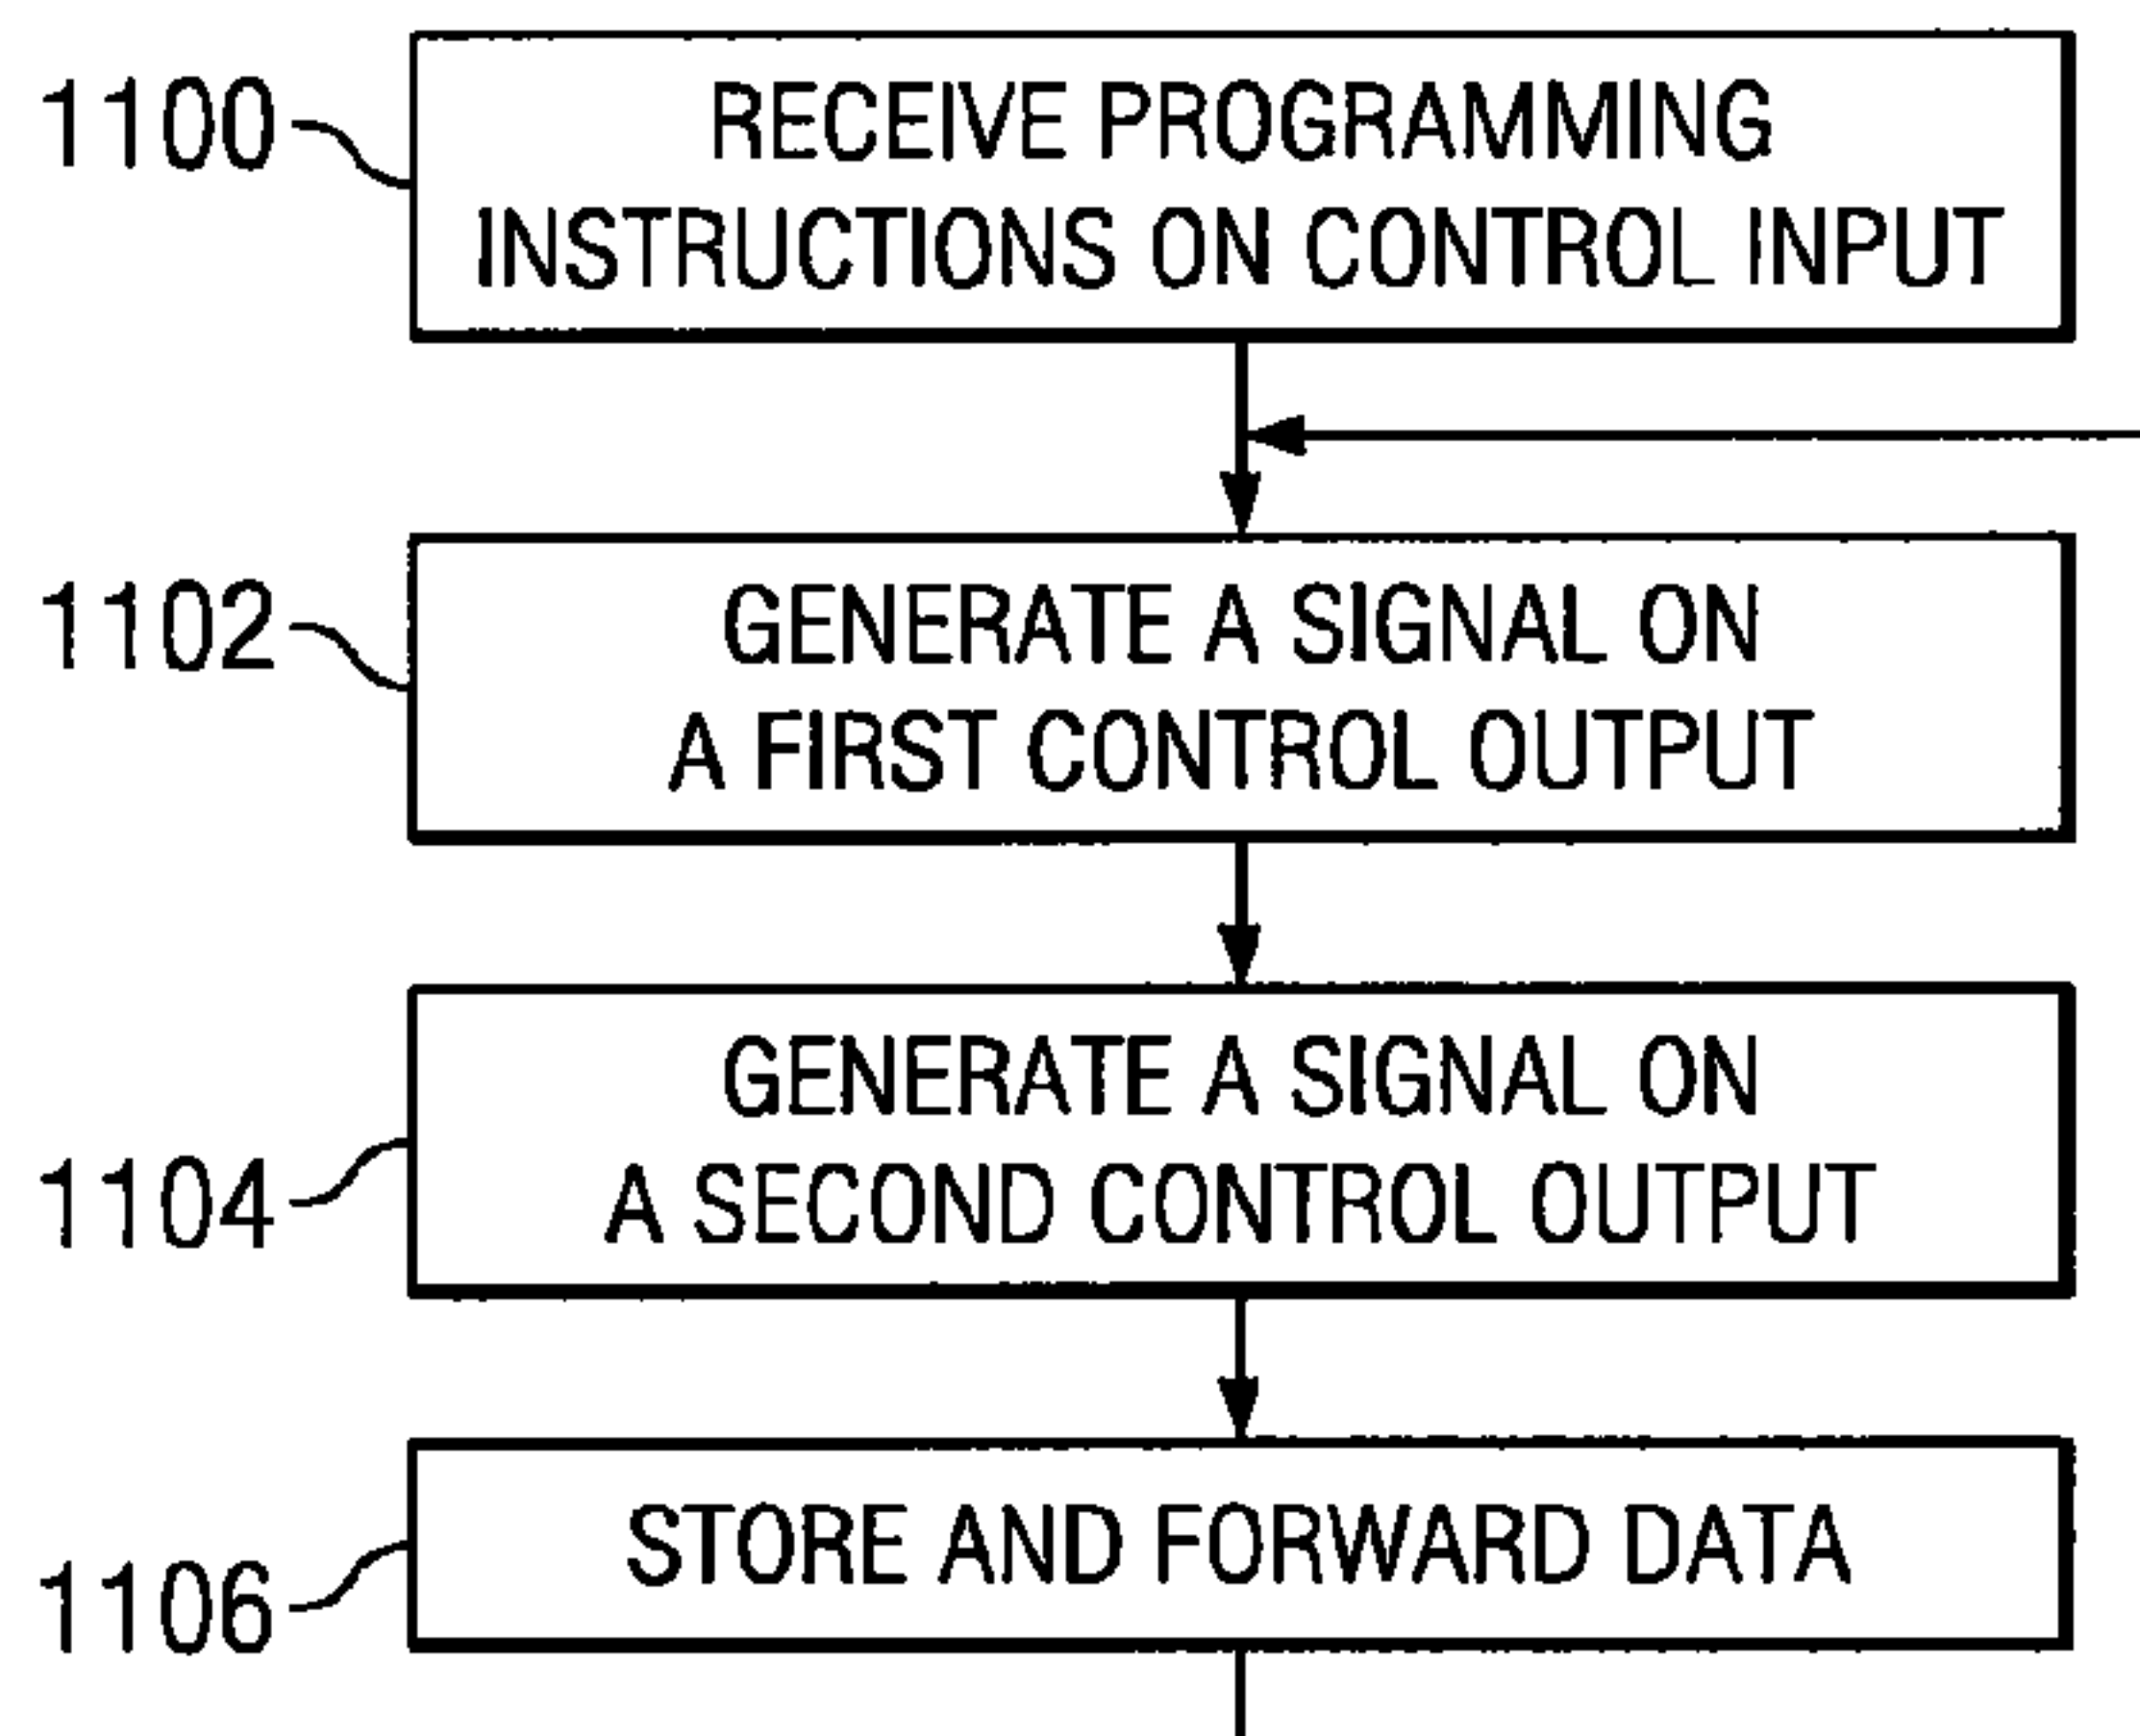 1100
RECEIVE PROGRAMMING
INSTRUCTIONS ON CONTROL INPUT
1102
GENERATE A SIGNAL ON
A FIRST CONTROL OUTPUT
1104
GENERATE A SIGNAL ON
A SECOND CONTROL OUTPUT
1106
STORE AND FORWARD DATA